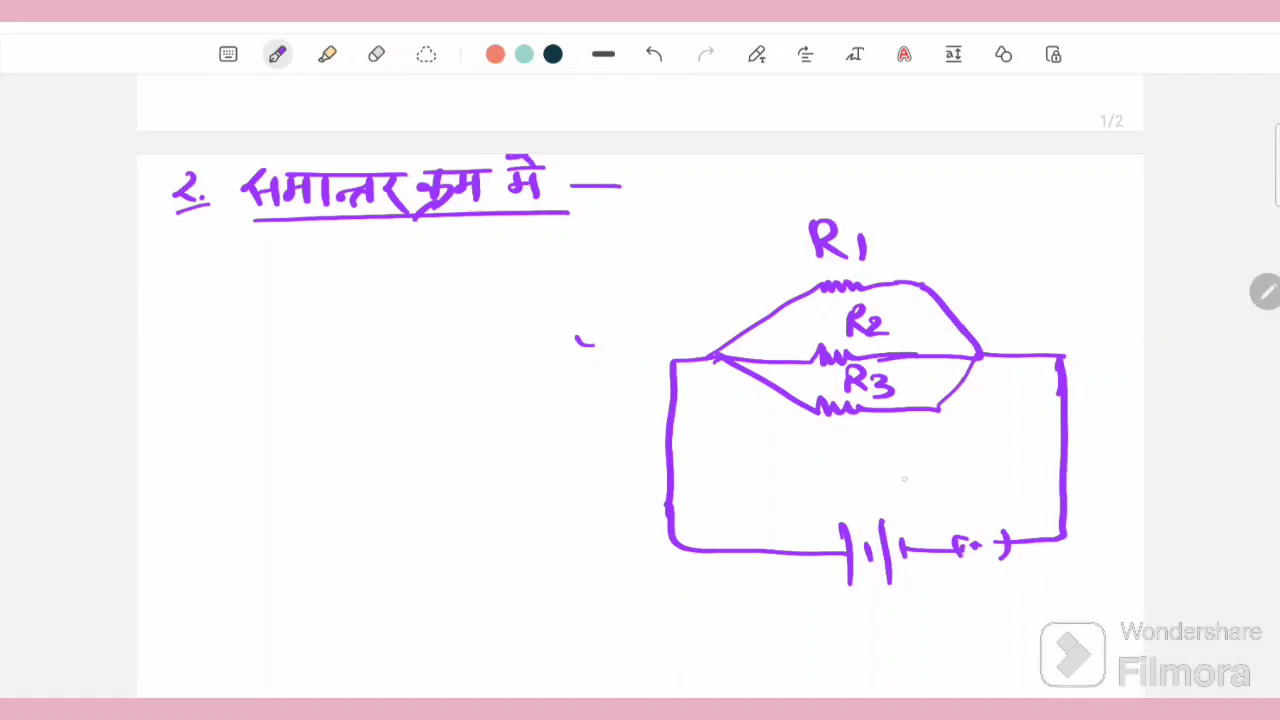 1/2
2. समान्तर क्रम में —
R1
R2
R3
Wondershare
Filmora